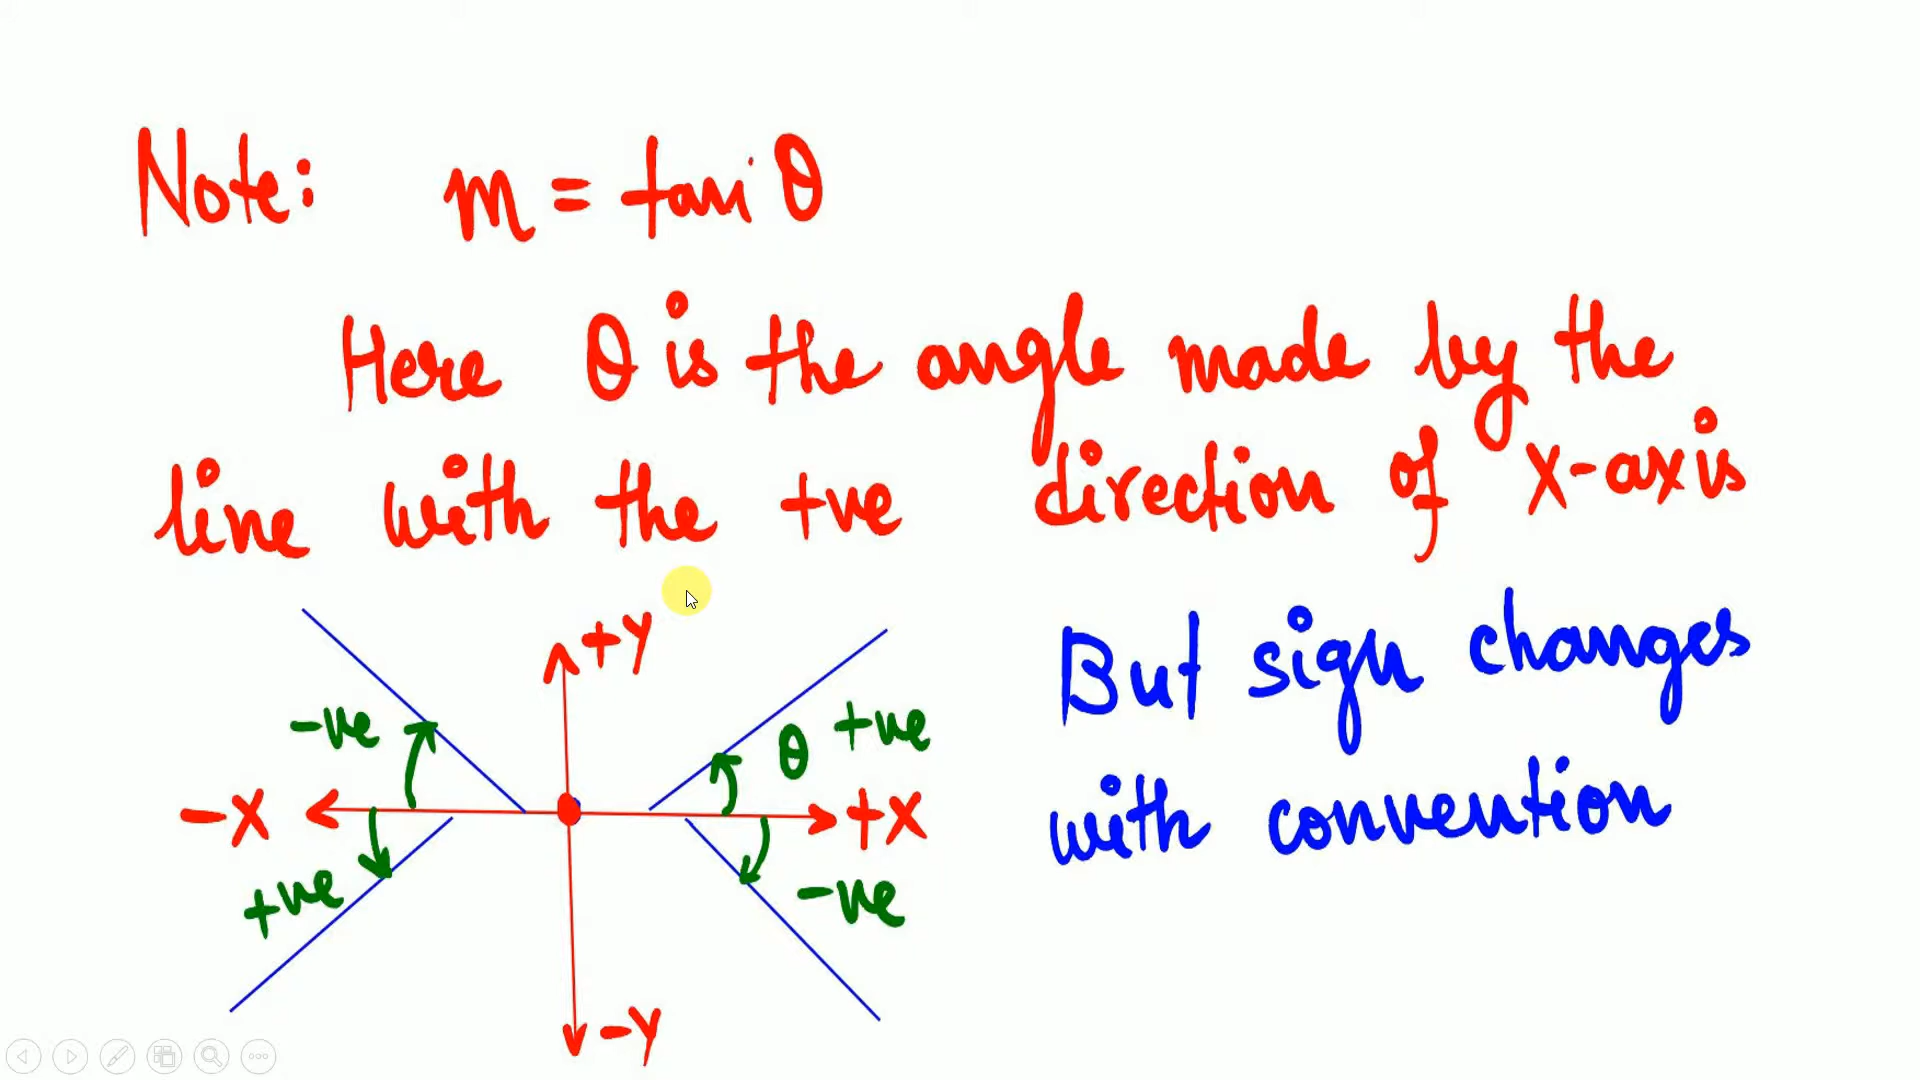 Note: m = tan θ
Here θ is the angle made by the
line with the +ve direction of x-axis
But sign changes
with convention
+y
-ve
θ +ve
-x
+x
+ve
-ve
-y